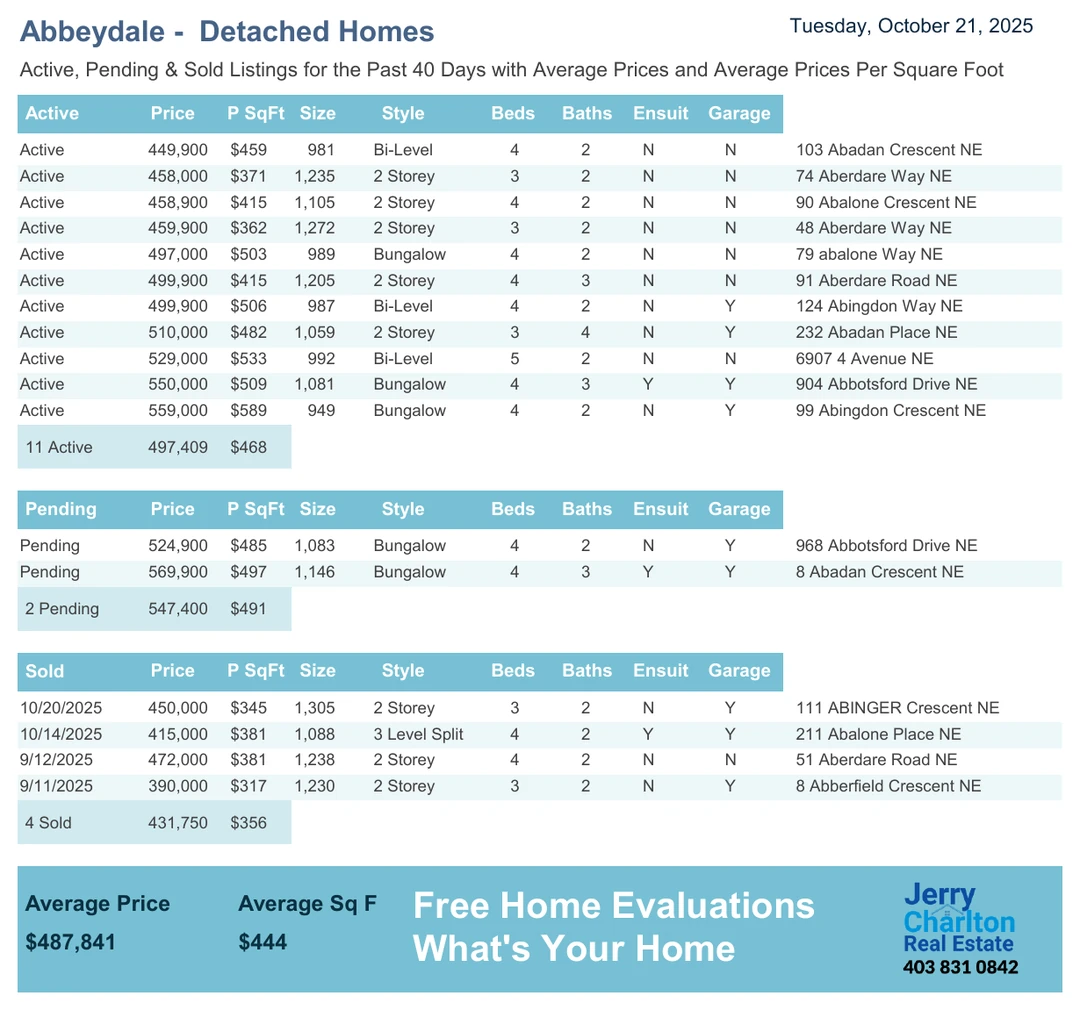 Abbeydale - Detached Homes
Tuesday, October 21, 2025
Active, Pending & Sold Listings for the Past 40 Days with Average Prices and Average Prices Per Square Foot
Active Price P SqFt Size Style Beds Baths Ensuit Garage
Active 449,900 $459 981 Bi-Level 4 2 N N 103 Abadan Crescent NE
Active 458,000 $371 1,235 2 Storey 3 2 N N 74 Aberdare Way NE
Active 458,900 $415 1,105 2 Storey 4 2 N N 90 Abalone Crescent NE
Active 459,900 $362 1,272 2 Storey 3 2 N N 48 Aberdare Way NE
Active 497,000 $503 989 Bungalow 4 2 N N 79 abalone Way NE
Active 499,900 $415 1,205 2 Storey 4 3 N N 91 Aberdare Road NE
Active 499,900 $506 987 Bi-Level 4 2 N Y 124 Abingdon Way NE
Active 510,000 $482 1,059 2 Storey 3 4 N Y 232 Abadan Place NE
Active 529,000 $533 992 Bi-Level 5 2 N N 6907 4 Avenue NE
Active 550,000 $509 1,081 Bungalow 4 3 Y Y 904 Abbotsford Drive NE
Active 559,000 $589 949 Bungalow 4 2 N Y 99 Abingdon Crescent NE
11 Active 497,409 $468
Pending Price P SqFt Size Style Beds Baths Ensuit Garage
Pending 524,900 $485 1,083 Bungalow 4 2 N Y 968 Abbotsford Drive NE
Pending 569,900 $497 1,146 Bungalow 4 3 Y Y 8 Abadan Crescent NE
2 Pending 547,400 $491
Sold Price P SqFt Size Style Beds Baths Ensuit Garage
10/20/2025 450,000 $345 1,305 2 Storey 3 2 N Y 111 ABINGER Crescent NE
10/14/2025 415,000 $381 1,088 3 Level Split 4 2 Y Y 211 Abalone Place NE
9/12/2025 472,000 $381 1,238 2 Storey 4 2 N N 51 Aberdare Road NE
9/11/2025 390,000 $317 1,230 2 Storey 3 2 N Y 8 Abberfield Crescent NE
4 Sold 431,750 $356
Average Price Average Sq F
$487,841 $444
Free Home Evaluations
What's Your Home
Jerry
Charlton
Real Estate
403 831 0842